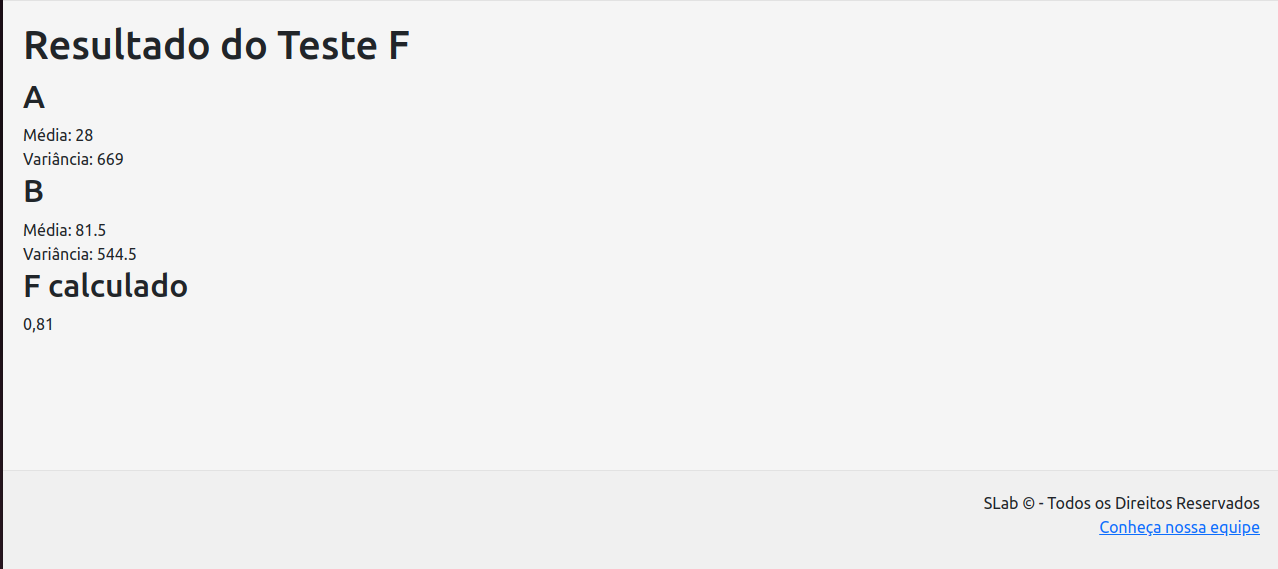 Resultado do Teste F
A
Média: 28
Variância: 669
B
Média: 81.5
Variância: 544.5
F calculado
0,81
SLab © - Todos os Direitos Reservados
Conheça nossa equipe